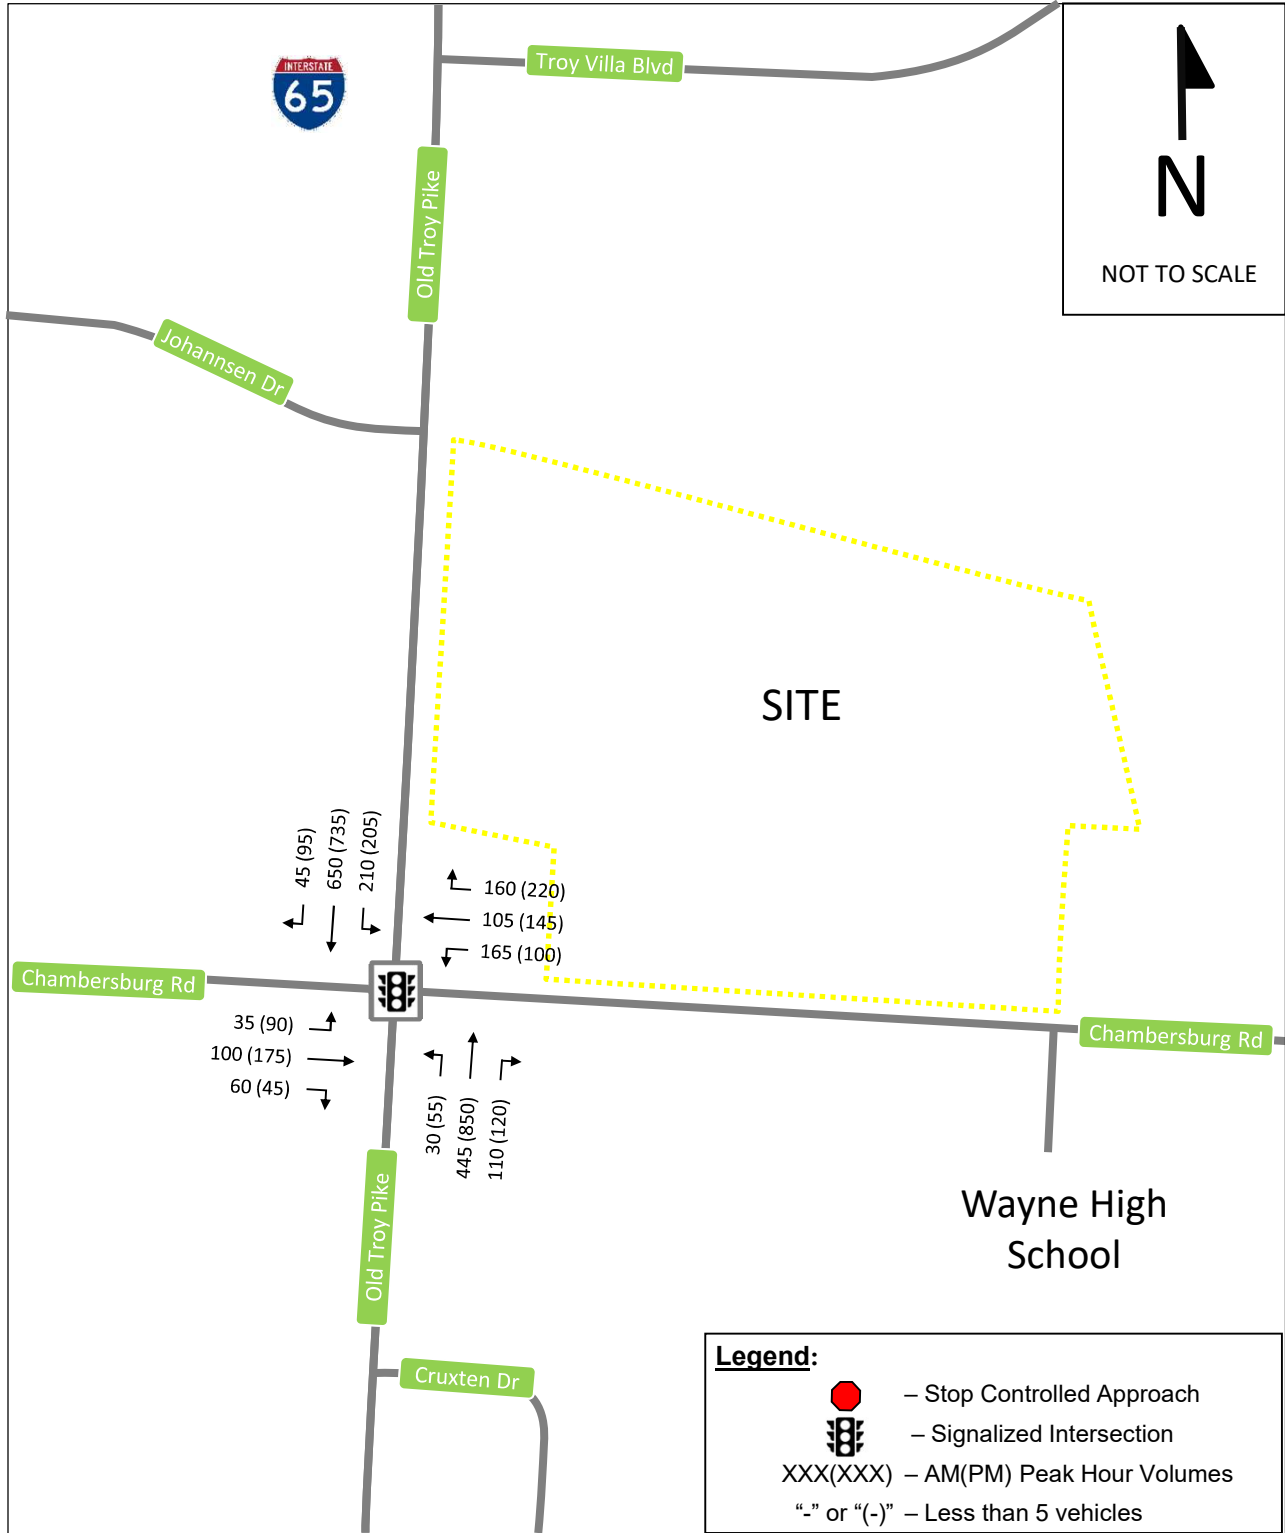 Troy Villa Blvd
INTERSTATE
65
N
NOT TO SCALE
Old Troy Pike
Johannsen Dr
SITE
45 (95)
650 (735)
210 (205)
160 (220)
105 (145)
165 (100)
Chambersburg Rd
35 (90)
100 (175)
60 (45)
30 (55)
445 (850)
110 (120)
Chambersburg Rd
Old Troy Pike
Wayne High
School
Cruxten Dr
Legend:
– Stop Controlled Approach
– Signalized Intersection
XXX(XXX) – AM(PM) Peak Hour Volumes
“-” or “(-)” – Less than 5 vehicles